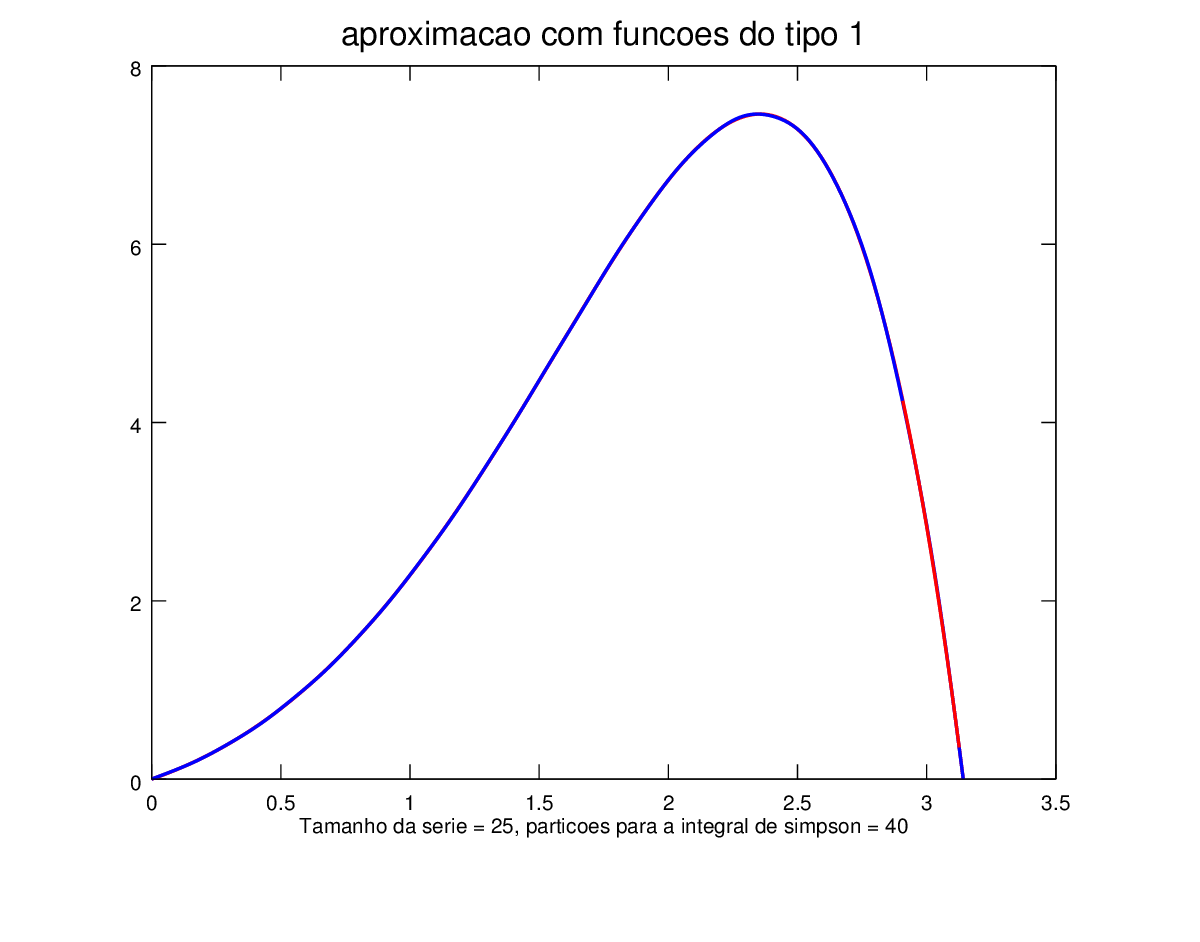 aproximacao com funcoes do tipo 1
8
6
4
2
0
0 0.5 1 1.5 2 2.5 3 3.5
Tamanho da serie = 25, particoes para a integral de simpson = 40